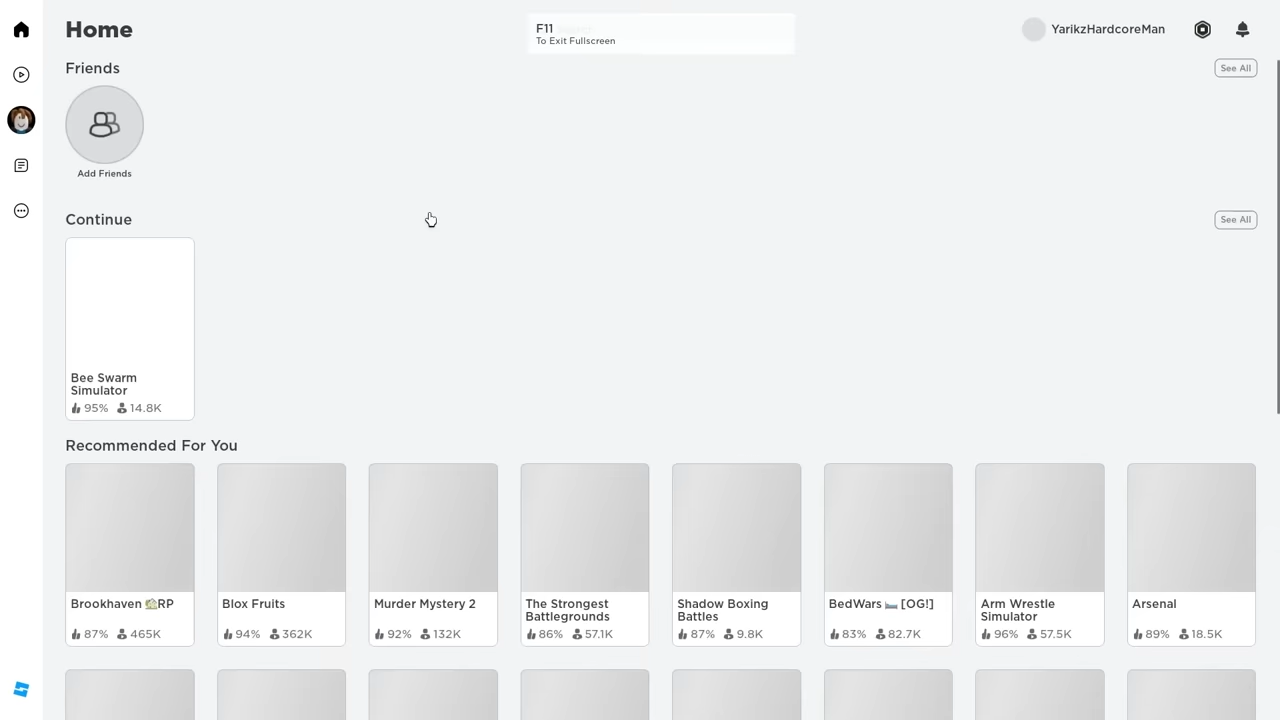 Home
F11
To Exit Fullscreen
YarikzHardcoreMan
Friends
See All
Add Friends
Continue
See All
Bee Swarm
Simulator
95% 14.8K
Recommended For You
Brookhaven 🏡RP
87% 465K
Blox Fruits
94% 362K
Murder Mystery 2
92% 132K
The Strongest
Battlegrounds
86% 57.1K
Shadow Boxing
Battles
87% 9.8K
BedWars 🛏️ [OG!]
83% 82.7K
Arm Wrestle
Simulator
96% 57.5K
Arsenal
89% 18.5K